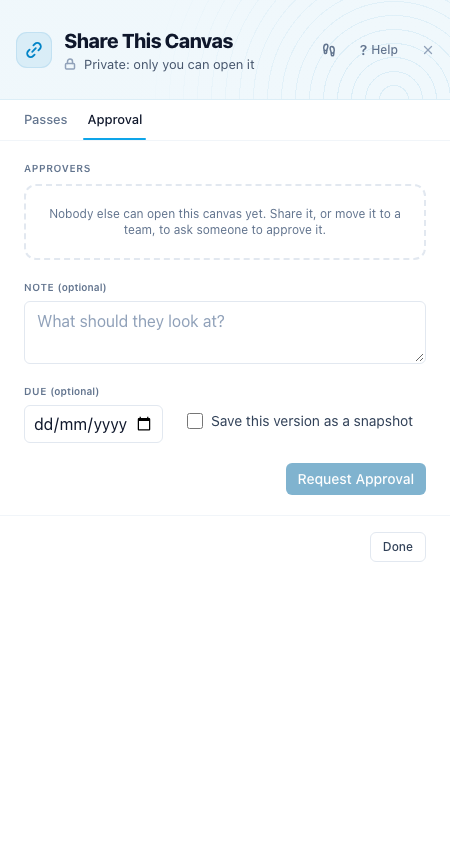 Share This Canvas
Private: only you can open it
? Help
Passes
Approval
APPROVERS
Nobody else can open this canvas yet. Share it, or move it to a
team, to ask someone to approve it.
NOTE (optional)
What should they look at?
DUE (optional)
dd/mm/yyyy
Save this version as a snapshot
Request Approval
Done